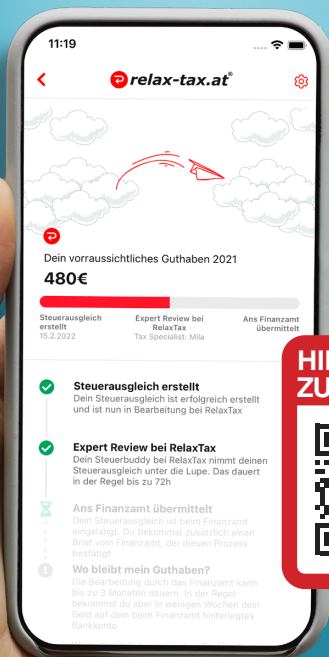 11:19
relax-tax.at®
Dein vorraussichtliches Guthaben 2021
480€
Steuerausgleich erstellt
15.2.2022
Expert Review bei RelaxTax
Tax Specialist: Mila
Ans Finanzamt übermittelt
HI
ZU
Steuerausgleich erstellt
Dein Steuerausgleich ist erfolgreich erstellt
und ist nun in Bearbeitung bei RelaxTax
Expert Review bei RelaxTax
Dein Steuerbuddy bei RelaxTax nimmt deinen
Steuerausgleich unter die Lupe. Das dauert
in der Regel bis zu 72h
Ans Finanzamt übermittelt
Dein Steuerausgleich ist beim Finanzamt
eingelangt. Du bekommst zusätzlich einen
Brief vom Finanzamt, der diesen Prozess
bestätigt
Wo bleibt mein Guthaben?
Die Bearbeitung durch das Finanzamt kann
bis zu 3 Monaten dauern. In der Regel
bekommst du aber in wenigen Wochen dein
Geld auf dein beim Finanzamt hinterlegtes
Bankkonto